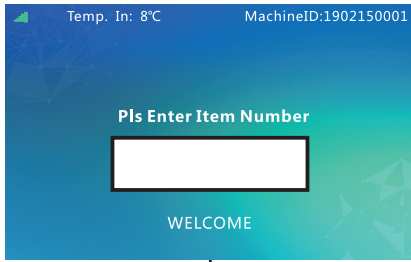 Temp. In: 8℃ MachineID:1902150001
Pls Enter Item Number
WELCOME